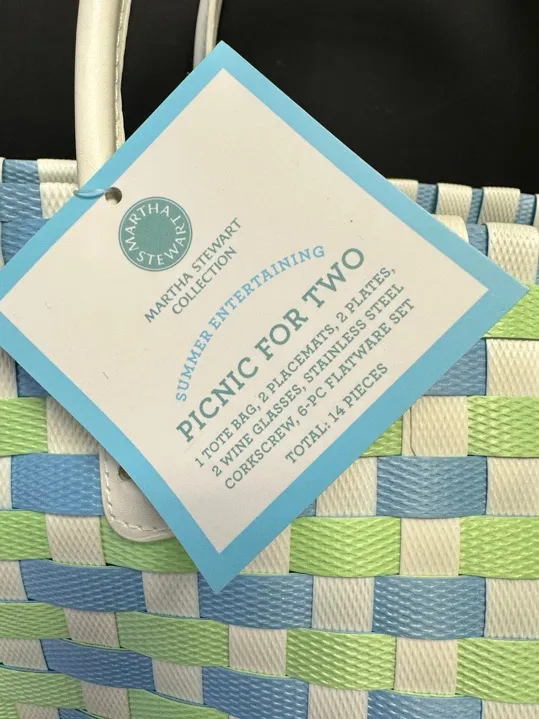 MARTHA
STEWART
MARTHA STEWART
COLLECTION
SUMMER ENTERTAINING
PICNIC FOR TWO
1 TOTE BAG, 2 PLACEMATS, 2 PLATES,
2 WINE GLASSES, STAINLESS STEEL
CORKSCREW, 6-PC FLATWARE SET
TOTAL: 14 PIECES